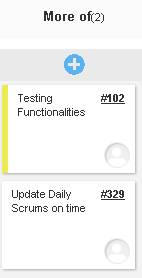 More of(2)
Testing Functionalities #102
Update Daily Scrums on time #329